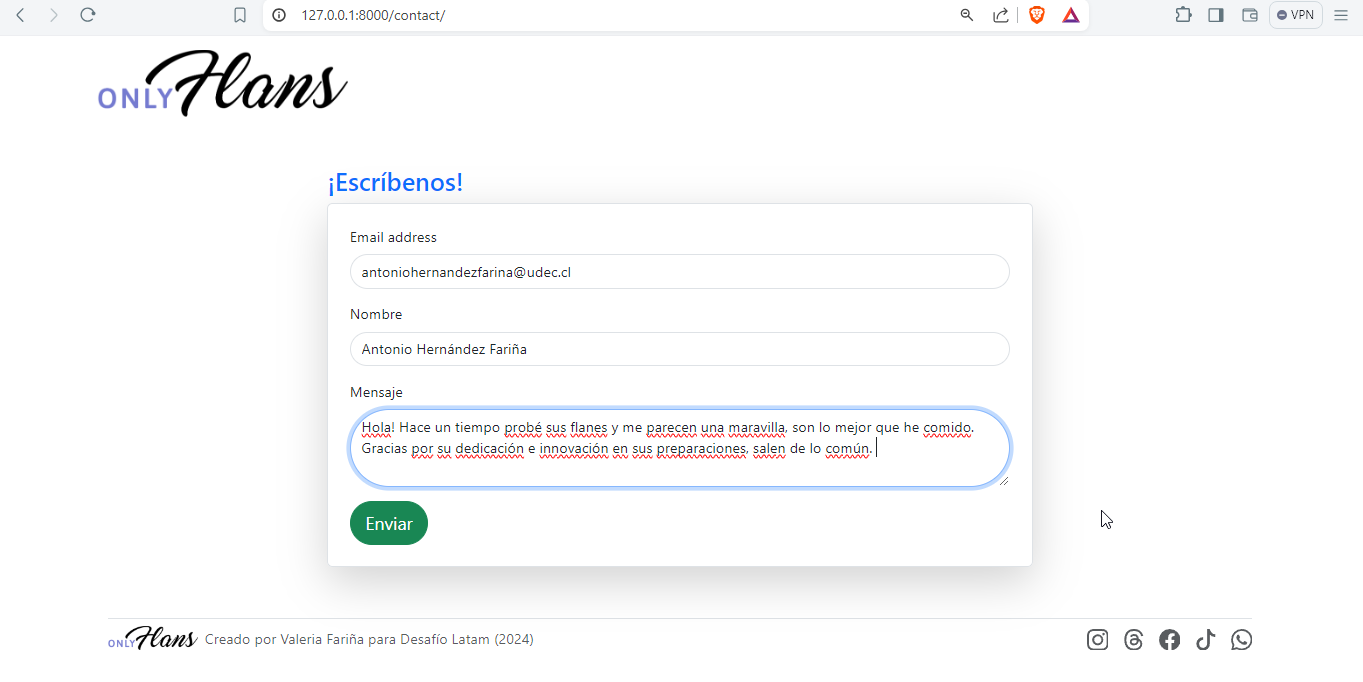 127.0.0.1:8000/contact/
VPN
ONLY Flans
¡Escríbenos!
Email address
antoniohernandezfarina@udec.cl
Nombre
Antonio Hernández Fariña
Mensaje
Hola! Hace un tiempo probé sus flanes y me parecen una maravilla, son lo mejor que he comido.
Gracias por su dedicación e innovación en sus preparaciones, salen de lo común.
Enviar
ONLY Flans Creado por Valeria Fariña para Desafío Latam (2024)